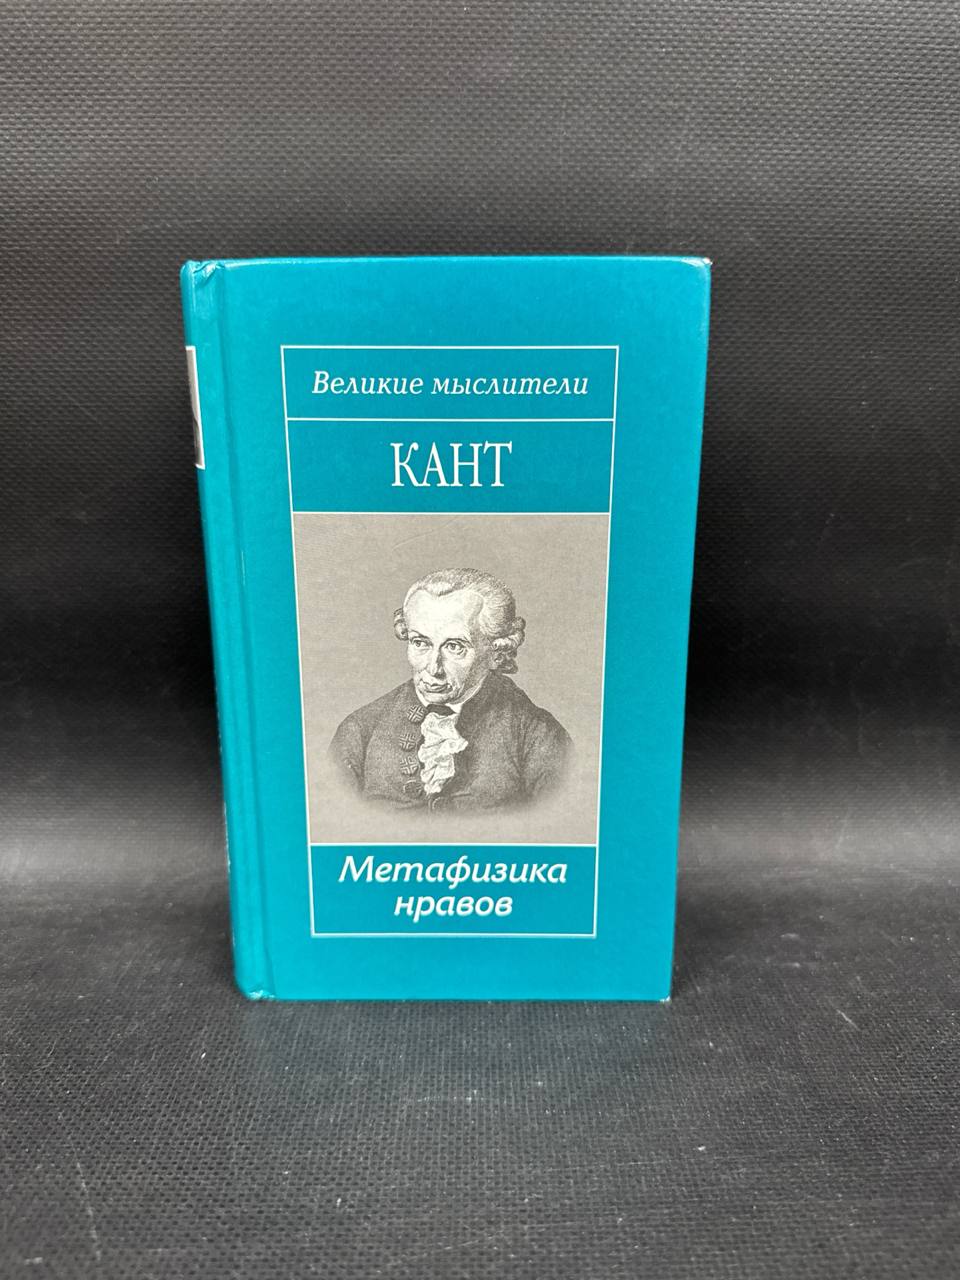 Великие мыслители
КАНТ
Метафизика
нравов